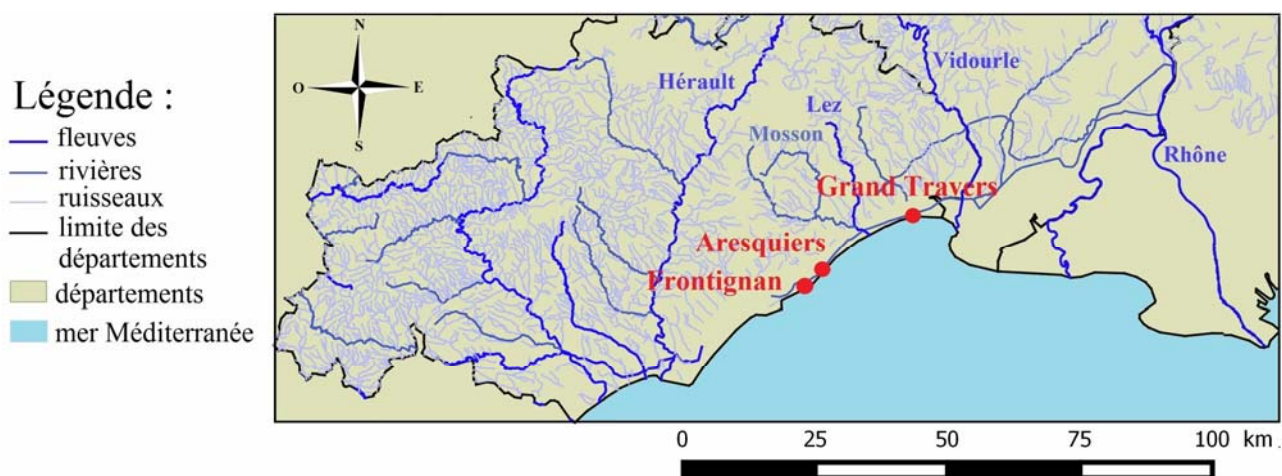 Légende :
fleuves
rivières
ruisseaux
limite des
départements
départements
mer Méditerranée
N
O
E
S
Hérault
Vidourle
Lez
Mosson
Rhône
Grand Travers
Aresquiers
Frontignan
0 25 50 75 100 km